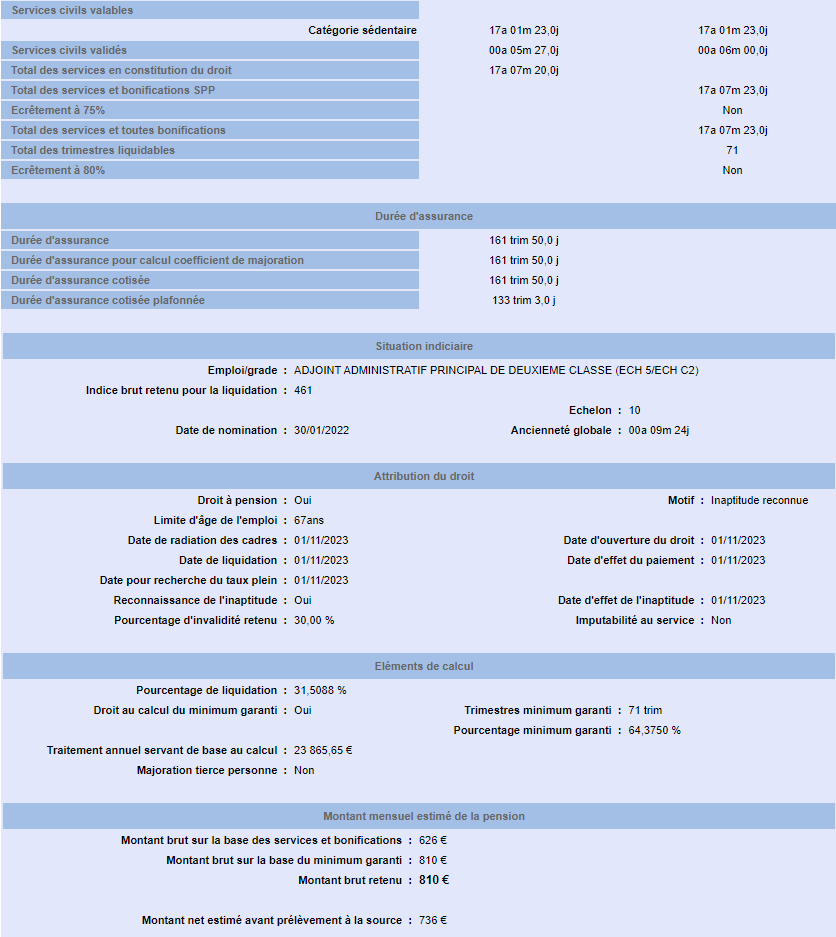 Services civils valables
Catégorie sédentaire 17a 01m 23,0j 17a 01m 23,0j
Services civils validés 00a 05m 27,0j 00a 06m 00,0j
Total des services en constitution du droit 17a 07m 20,0j
Total des services et bonifications SPP 17a 07m 23,0j
Ecrêtement à 75% Non
Total des services et toutes bonifications 17a 07m 23,0j
Total des trimestres liquidables 71
Ecrêtement à 80% Non
Durée d'assurance
Durée d'assurance 161 trim 50,0 j
Durée d'assurance pour calcul coefficient de majoration 161 trim 50,0 j
Durée d'assurance cotisée 161 trim 50,0 j
Durée d'assurance cotisée plafonnée 133 trim 3,0 j
Situation indiciaire
Emploi/grade : ADJOINT ADMINISTRATIF PRINCIPAL DE DEUXIEME CLASSE (ECH 5/ECH C2)
Indice brut retenu pour la liquidation : 461
Echelon : 10
Date de nomination : 30/01/2022 Ancienneté globale : 00a 09m 24j
Attribution du droit
Droit à pension : Oui Motif : Inaptitude reconnue
Limite d'âge de l'emploi : 67ans
Date de radiation des cadres : 01/11/2023 Date d'ouverture du droit : 01/11/2023
Date de liquidation : 01/11/2023 Date d'effet du paiement : 01/11/2023
Date pour recherche du taux plein : 01/11/2023
Reconnaissance de l'inaptitude : Oui Date d'effet de l'inaptitude : 01/11/2023
Pourcentage d'invalidité retenu : 30,00 % Imputabilité au service : Non
Eléments de calcul
Pourcentage de liquidation : 31,5088 %
Droit au calcul du minimum garanti : Oui Trimestres minimum garanti : 71 trim
Pourcentage minimum garanti : 64,3750 %
Traitement annuel servant de base au calcul : 23 865,65 €
Majoration tierce personne : Non
Montant mensuel estimé de la pension
Montant brut sur la base des services et bonifications : 626 €
Montant brut sur la base du minimum garanti : 810 €
Montant brut retenu : 810 €
Montant net estimé avant prélèvement à la source : 736 €